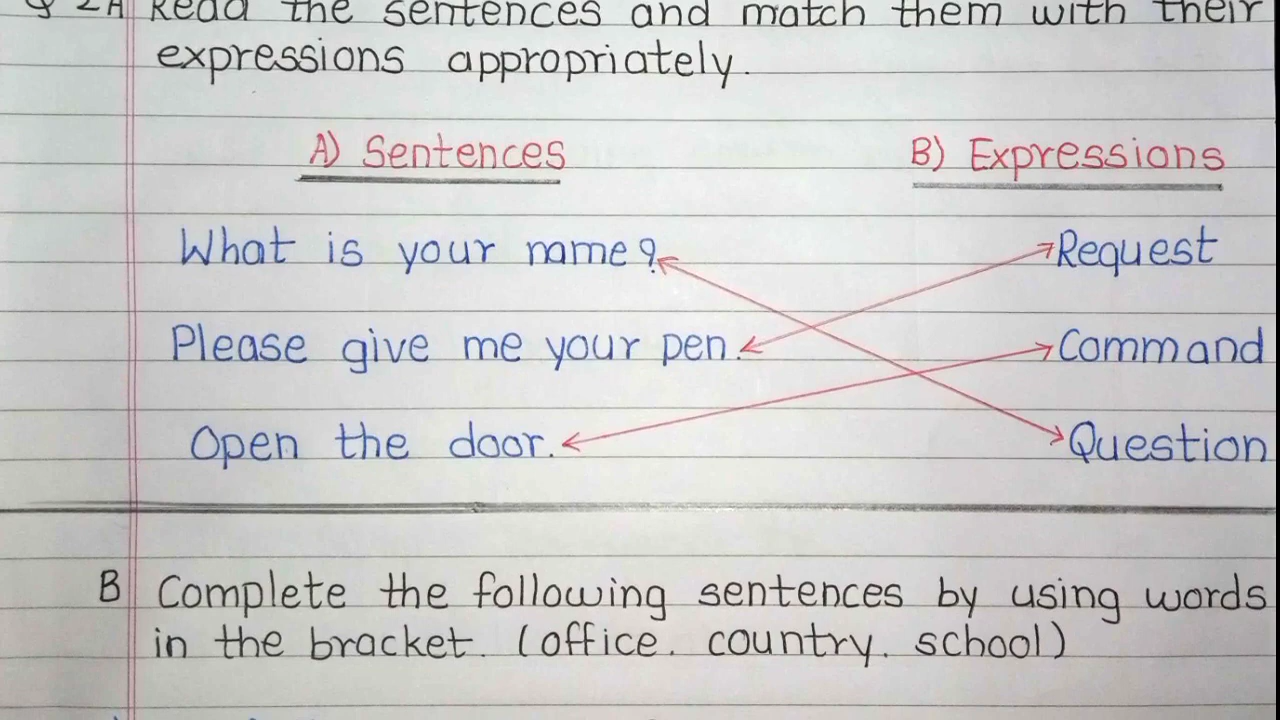 Q 2A Read the sentences and match them with their
expressions appropriately.
A) Sentences B) Expressions
What is your name? Request
Please give me your pen. Command
Open the door. Question
B Complete the following sentences by using words
in the bracket. (office. country. school)